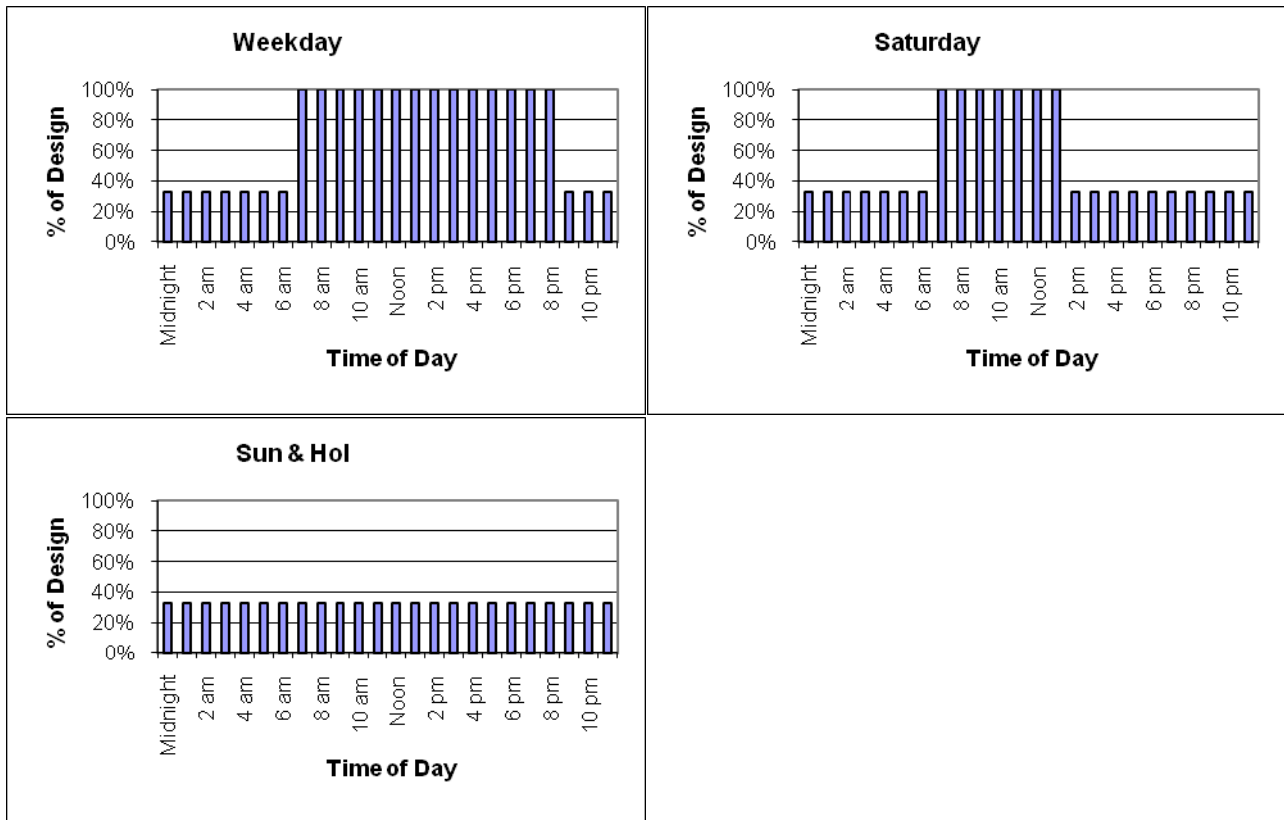 Weekday
% of Design
100%
80%
60%
40%
20%
0%
Midnight
2 am
4 am
6 am
8 am
10 am
Noon
2 pm
4 pm
6 pm
8 pm
10 pm
Time of Day
Saturday
% of Design
100%
80%
60%
40%
20%
0%
Midnight
2 am
4 am
6 am
8 am
10 am
Noon
2 pm
4 pm
6 pm
8 pm
10 pm
Time of Day
Sun & Hol
% of Design
100%
80%
60%
40%
20%
0%
Midnight
2 am
4 am
6 am
8 am
10 am
Noon
2 pm
4 pm
6 pm
8 pm
10 pm
Time of Day